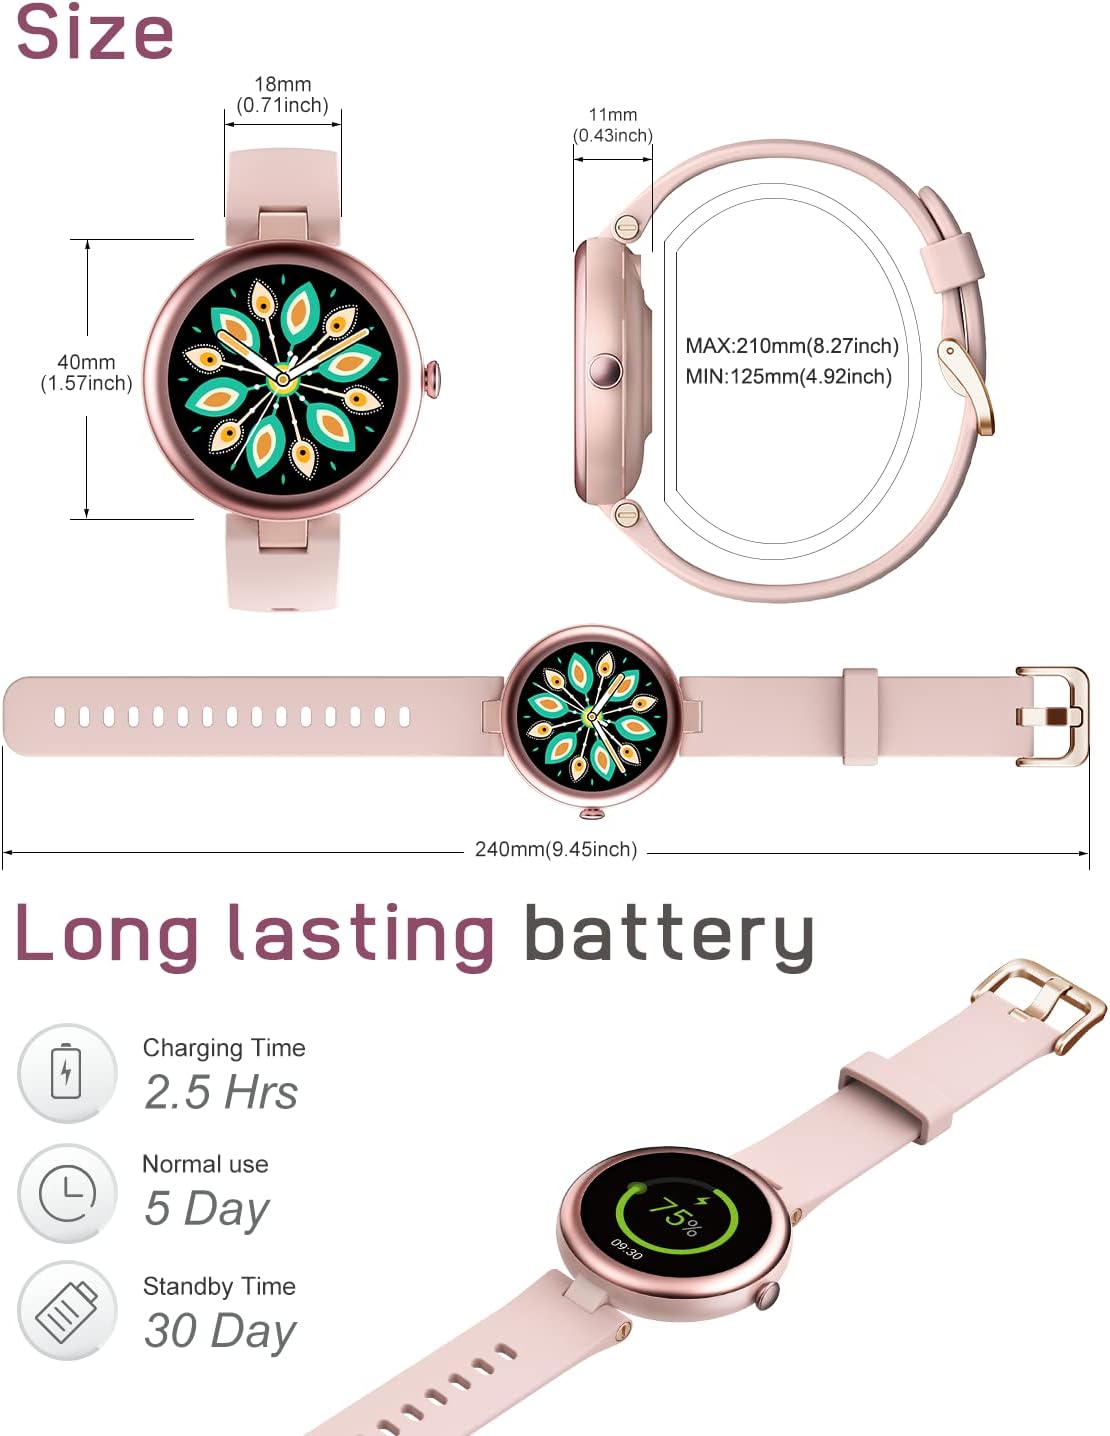 Size
18mm
(0.71inch)
11mm
(0.43inch)
40mm
(1.57inch)
MAX:210mm(8.27inch)
MIN:125mm(4.92inch)
240mm(9.45inch)
Long lasting battery
Charging Time
2.5 Hrs
Normal use
5 Day
Standby Time
30 Day
75%
09:30